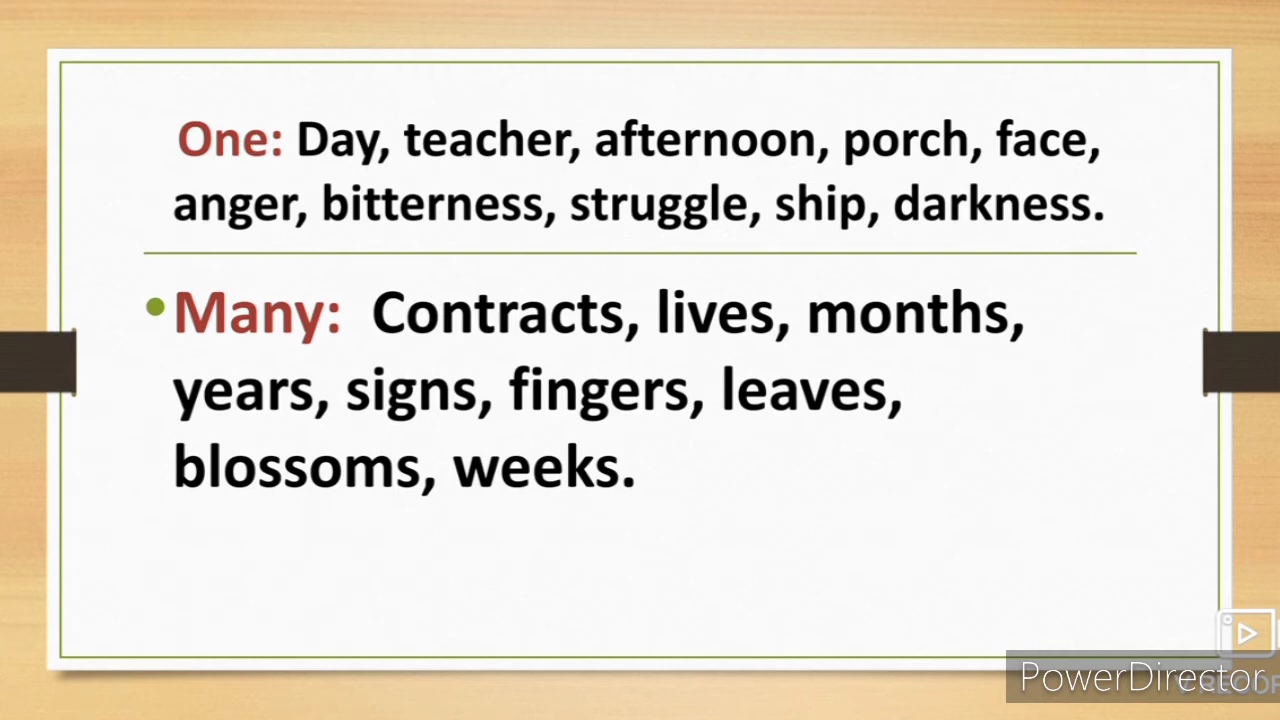 One: Day, teacher, afternoon, porch, face,
anger, bitterness, struggle, ship, darkness.
•Many: Contracts, lives, months,
years, signs, fingers, leaves,
blossoms, weeks.
PowerDirector